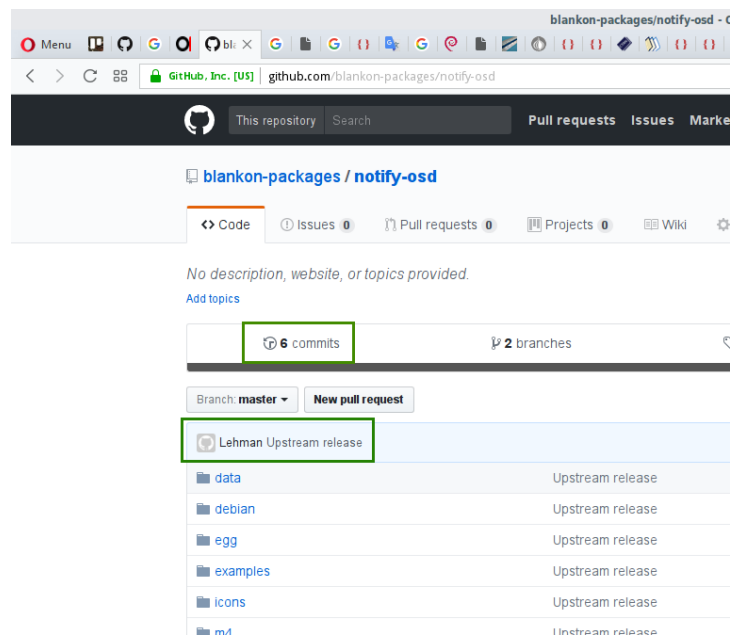 blankon-packages/notify-osd -
Menu
bla
GitHub, Inc. [US] github.com/blankon-packages/notify-osd
This repository Search Pull requests Issues Marke
blankon-packages / notify-osd
Code Issues 0 Pull requests 0 Projects 0 Wiki
No description, website, or topics provided.
Add topics
6 commits 2 branches
Branch: master New pull request
Lehman Upstream release
data Upstream release
debian Upstream release
egg Upstream release
examples Upstream release
icons Upstream release
m4 Upstream release